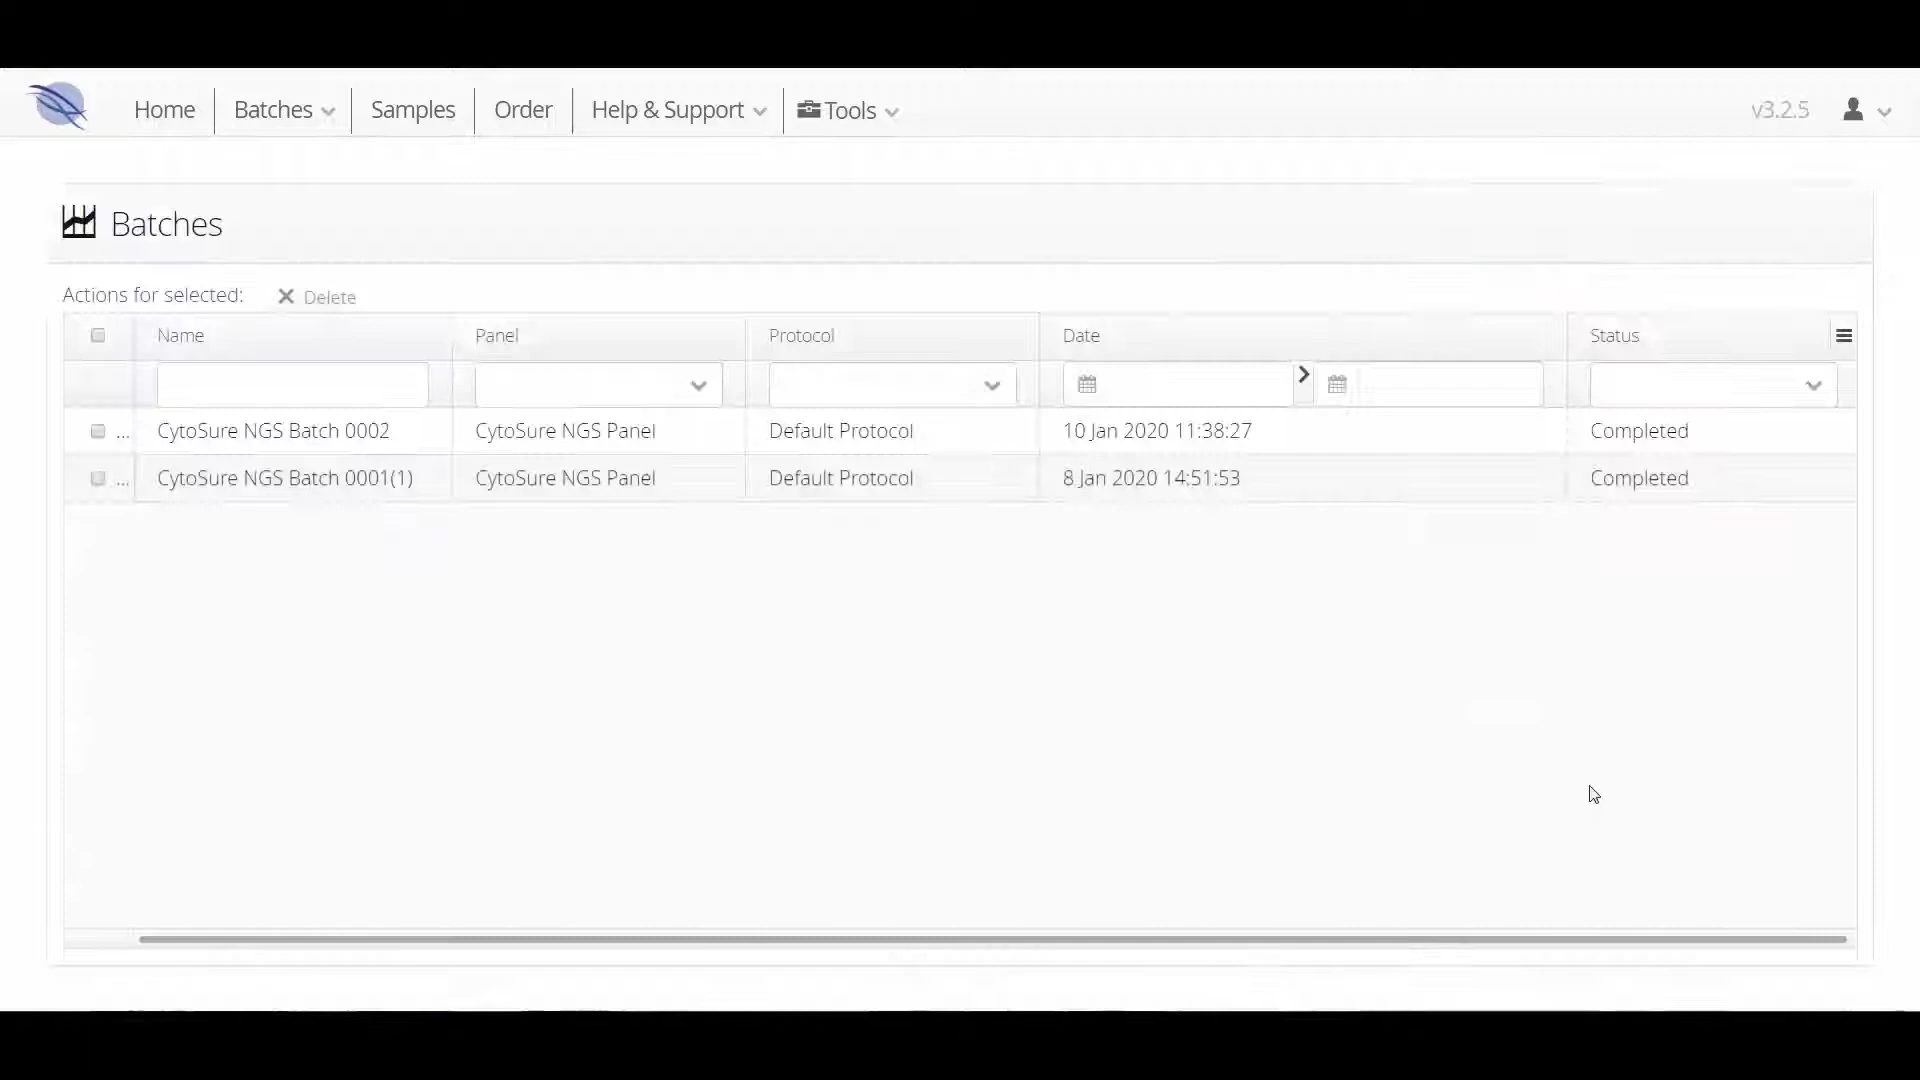 Home Batches Samples Order Help & Support Tools v3.2.5
Batches
Actions for selected: Delete
Name Panel Protocol Date Status
... CytoSure NGS Batch 0002 CytoSure NGS Panel Default Protocol 10 Jan 2020 11:38:27 Completed
... CytoSure NGS Batch 0001(1) CytoSure NGS Panel Default Protocol 8 Jan 2020 14:51:53 Completed